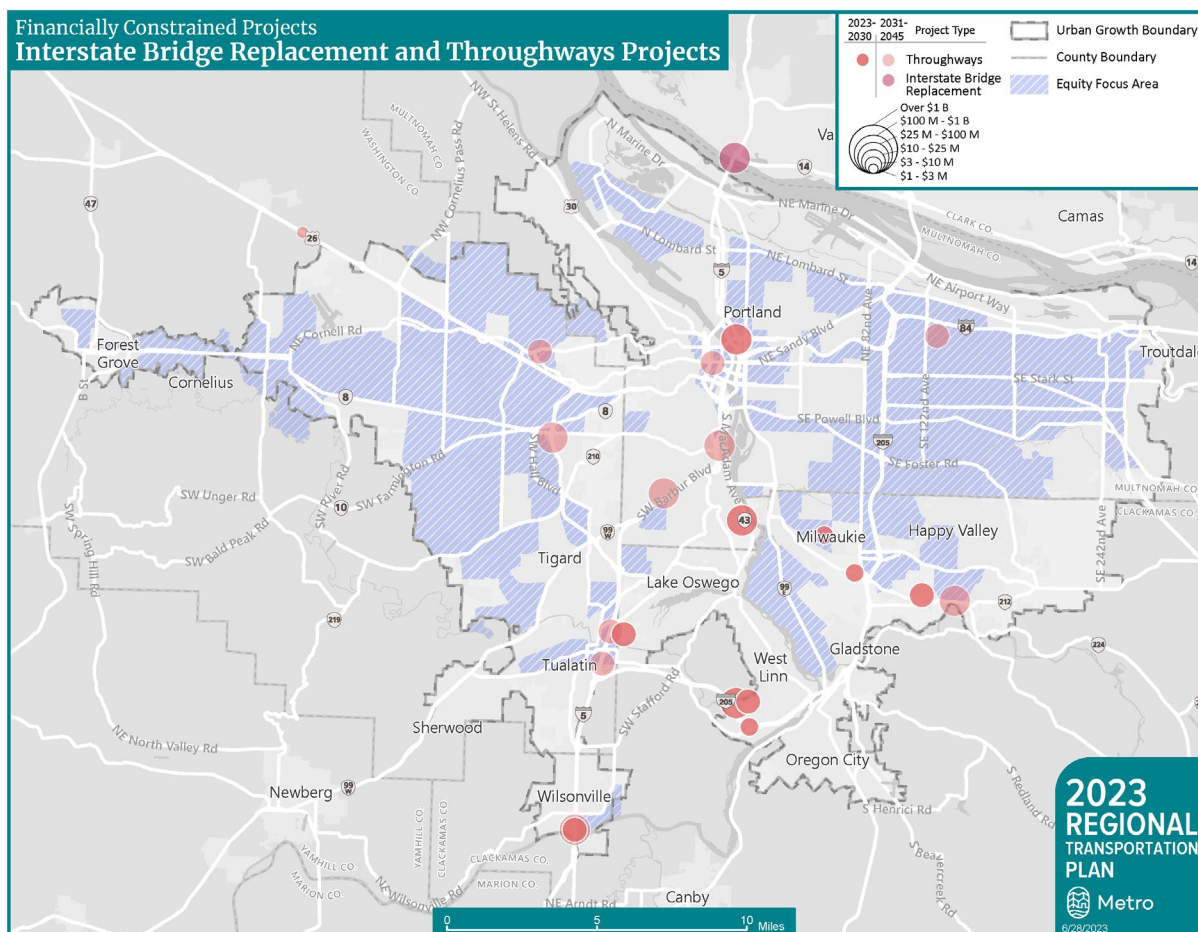 Financially Constrained Projects
Interstate Bridge Replacement and Throughways Projects
2023-
2030
2031-
2045
Project Type
Throughways
Interstate Bridge
Replacement
Over $1 B
$100 M - $1 B
$25 M - $100 M
$10 - $25 M
$3 - $10 M
$1 - $3 M
Urban Growth Boundary
County Boundary
Equity Focus Area
NW St Helens Rd
MULTNOMAH CO.
WASHINGTON CO.
NW Cornelius Pass Rd
N Marine Dr
Va
14
47
30
26
NE Marine Dr
CLARK CO.
MULTNOMAH CO.
Camas
14
N Lombard St
5
NE Lombard St
NE Airport Way
Portland
NE Cornell Rd
NE Sandy Blvd
NE 82nd Ave
84
Forest
Grove
Cornelius
Troutdal
B St
8
8
SE Stark St
SE 122nd Ave
SE Powell Blvd
S MacAdam Ave
205
SW Hall Blvd
210
SW Farmington Rd
SE Foster Rd
SW Unger Rd
SW River Rd
10
SW Barbur Blvd
MULTNOMAH CO.
CLACKAMAS CO.
SW Spring Hill Rd
SW Bald Peak Rd
99
W
43
Milwaukie
Happy Valley
SE 242nd Ave
Tigard
Lake Oswego
99
E
212
219
224
Tualatin
West
Linn
Gladstone
SW Stafford Rd
205
5
Sherwood
NE North Valley Rd
Oregon City
99
W
Newberg
Wilsonville
S Henrici Rd
S Redland Rd
YAMHILL CO.
CLACKAMAS CO.
YAMHILL CO.
MARION CO.
CLACKAMAS CO.
MARION CO.
NE Wilsonville Rd
S Beavercreek Rd
Canby
NE Arndt Rd
0
5
10
Miles
2023
REGIONAL
TRANSPORTATION
PLAN
Metro
6/28/2023